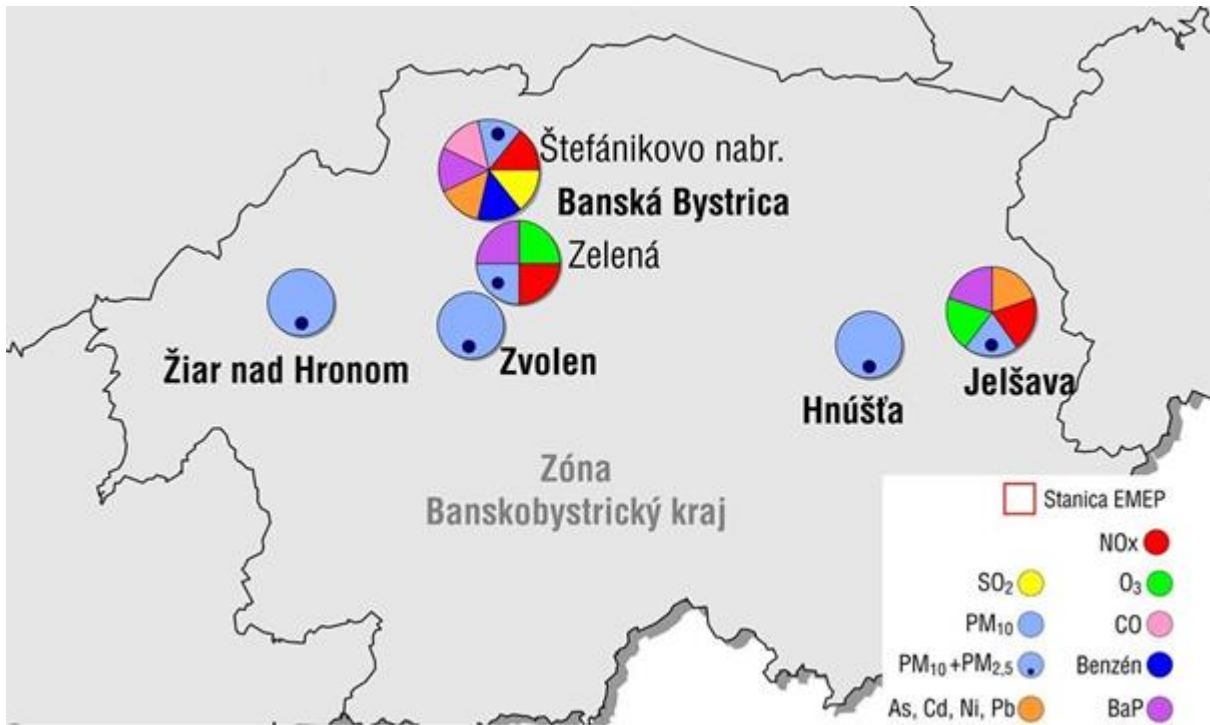 Štefánikovo nabr.
Banská Bystrica
Zelená
Žiar nad Hronom
Zvolen
Hnúšťa
Jelšava
Zóna
Banskobystrický kraj
Stanica EMEP
NOx
SO₂
O₃
PM₁₀
CO
PM₁₀+PM₂,₅
Benzén
As, Cd, Ni, Pb
BaP